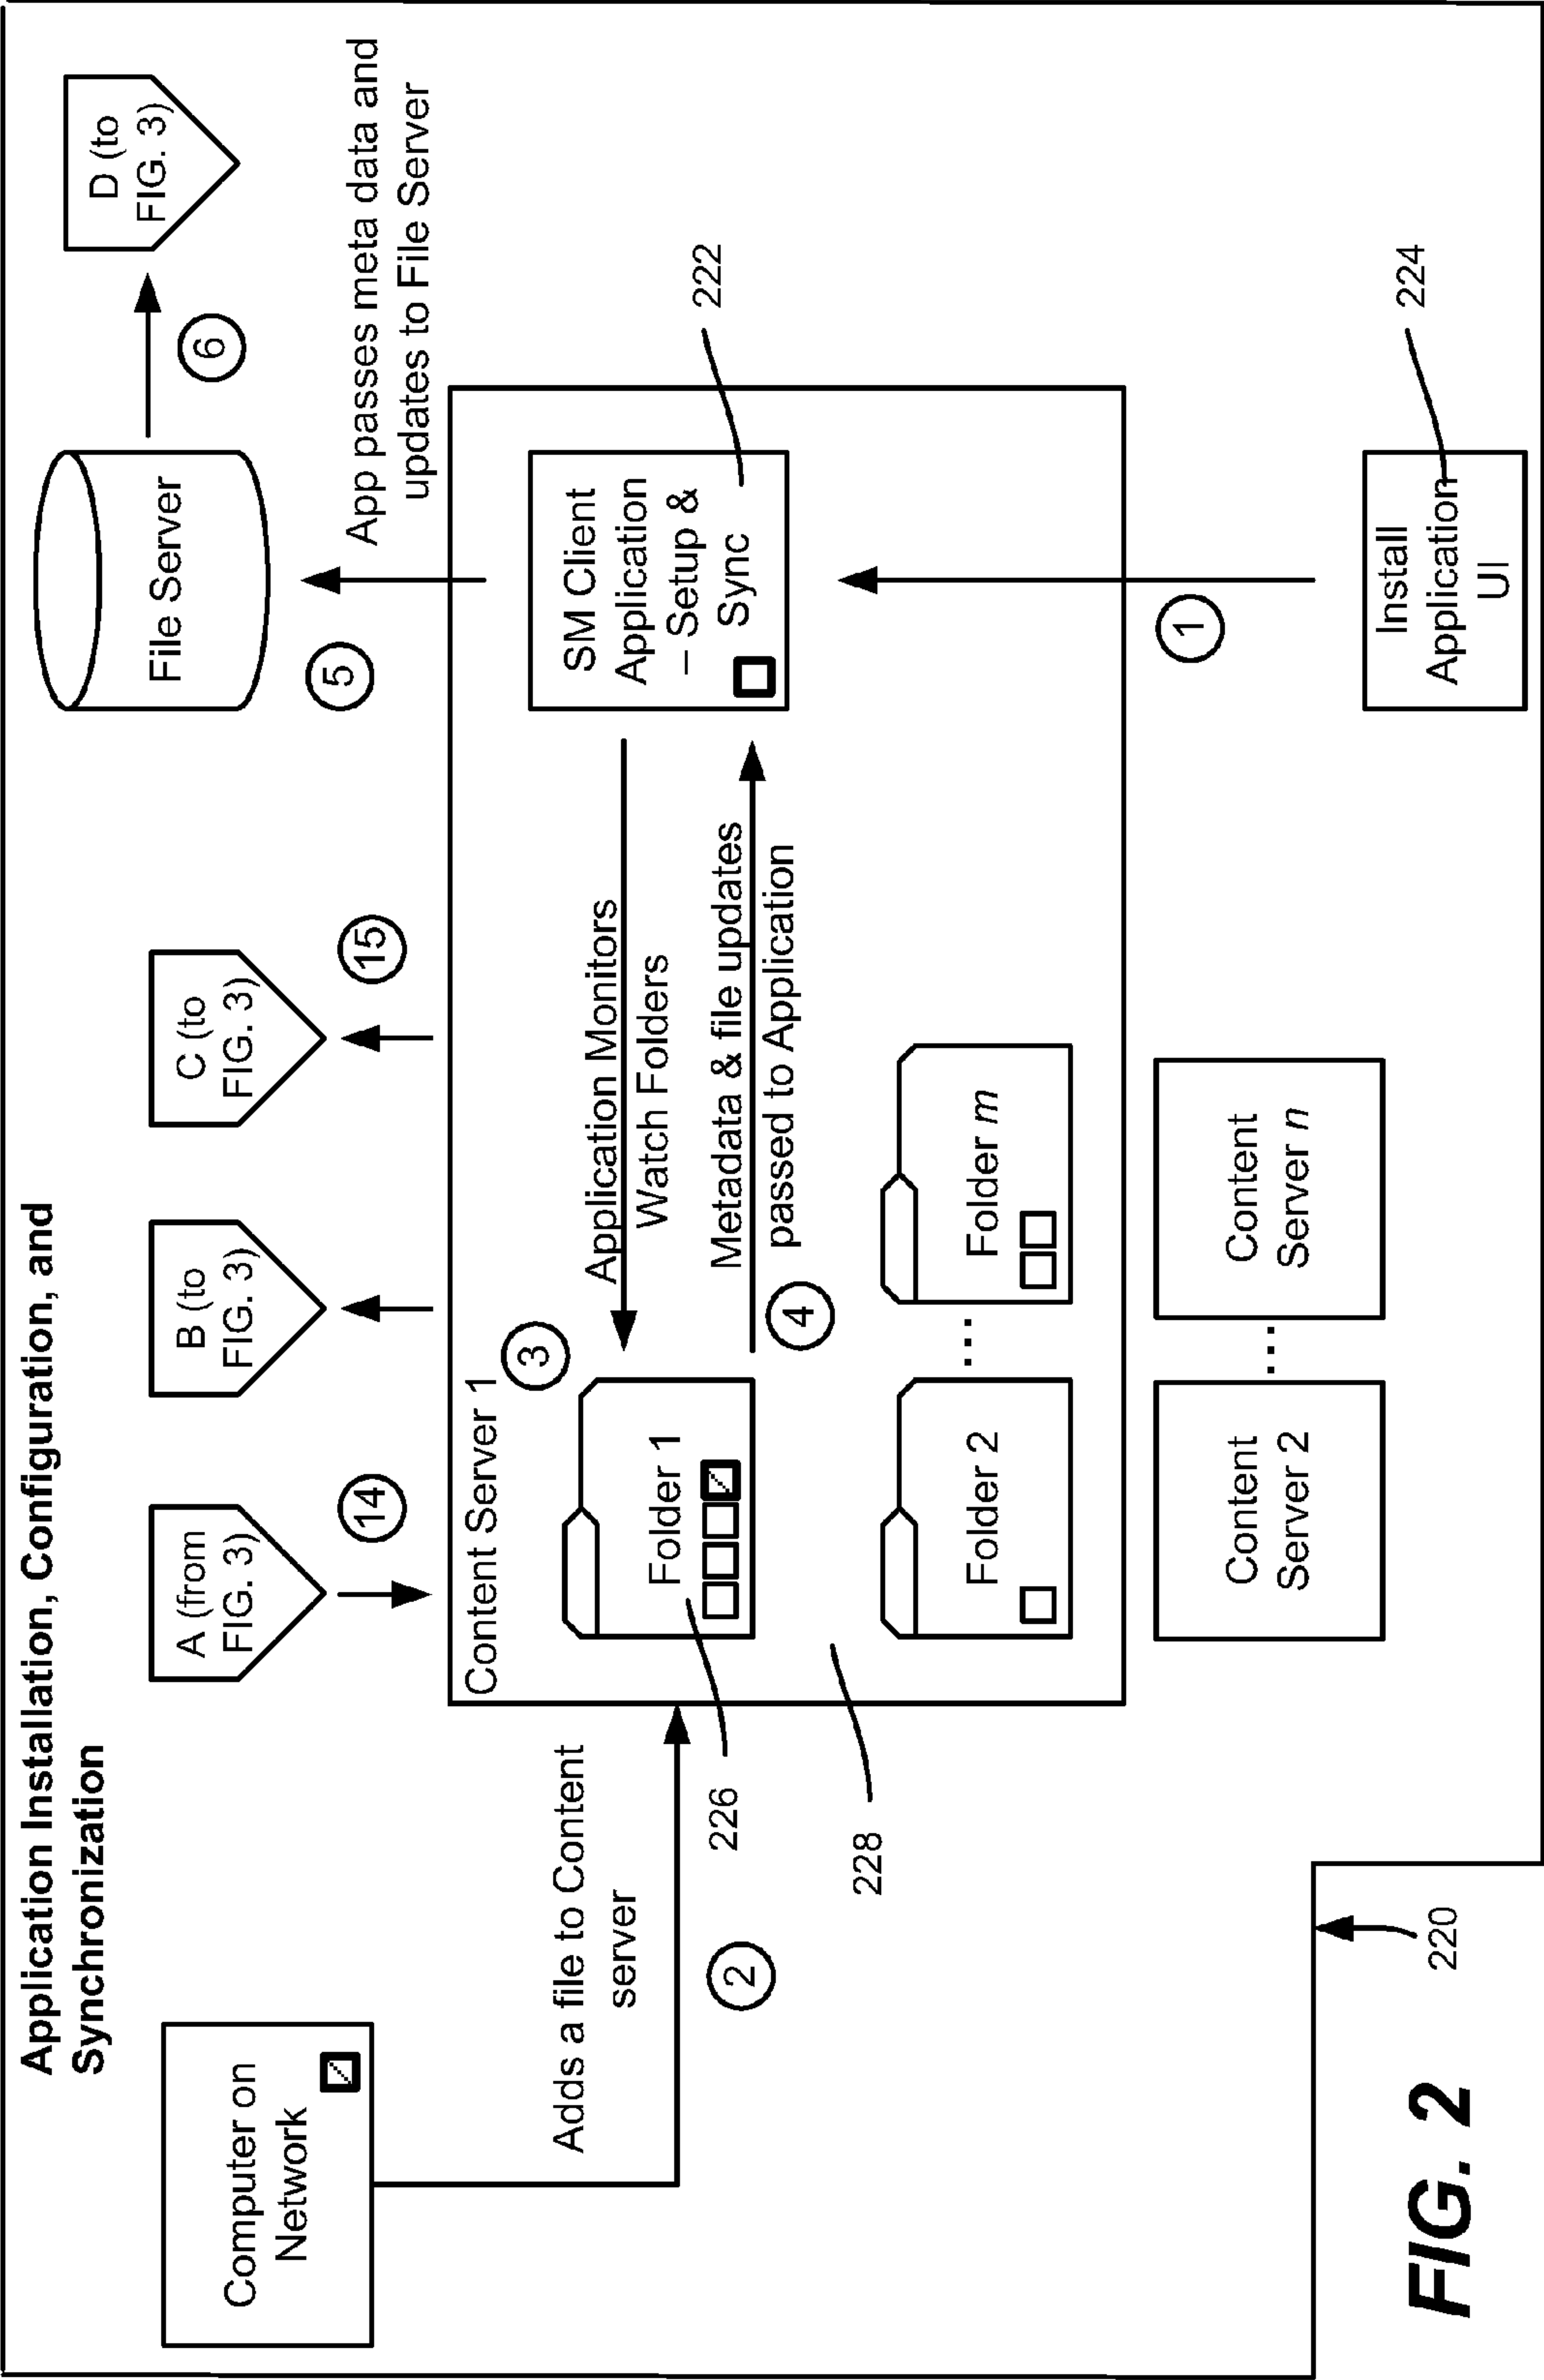 Application Installation, Configuration, and
Synchronization
Computer on
Network
A (from
FIG. 3)
B (to
FIG. 3)
C (to
FIG. 3)
File Server
D (to
FIG. 3)
14
15
5
6
App passes meta data and
updates to File Server
Adds a file to Content
server
2
Content Server 1
3
Application Monitors
Watch Folders
Metadata & file updates
passed to Application
4
Folder 1
SM Client
Application
– Setup &
Sync
222
226
228
Folder 2
...
Folder m
Content
Server 2
...
Content
Server n
1
Install
Application
UI
224
220
FIG. 2